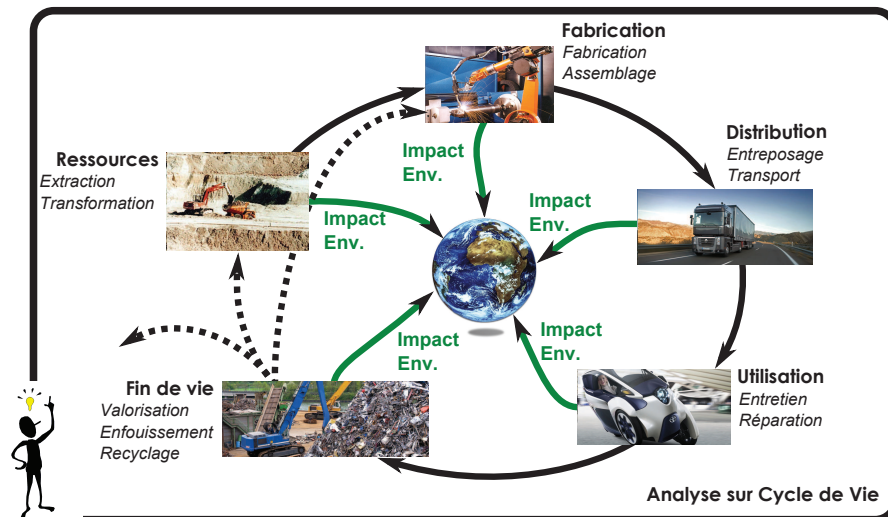 Fabrication
Fabrication
Assemblage
Distribution
Entreposage
Transport
Ressources
Extraction
Transformation
Impact
Env.
Impact
Env.
Impact
Env.
Impact
Env.
Impact
Env.
Fin de vie
Valorisation
Enfouissement
Recyclage
Utilisation
Entretien
Réparation
Analyse sur Cycle de Vie